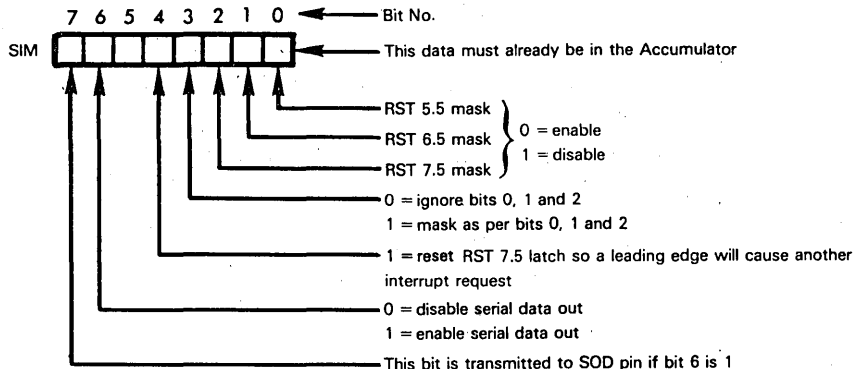 7 6 5 4 3 2 1 0 Bit No.
SIM This data must already be in the Accumulator
RST 5.5 mask
RST 6.5 mask 0 = enable
RST 7.5 mask 1 = disable
0 = ignore bits 0, 1 and 2
1 = mask as per bits 0, 1 and 2
1 = reset RST 7.5 latch so a leading edge will cause another
interrupt request
0 = disable serial data out
1 = enable serial data out
This bit is transmitted to SOD pin if bit 6 is 1